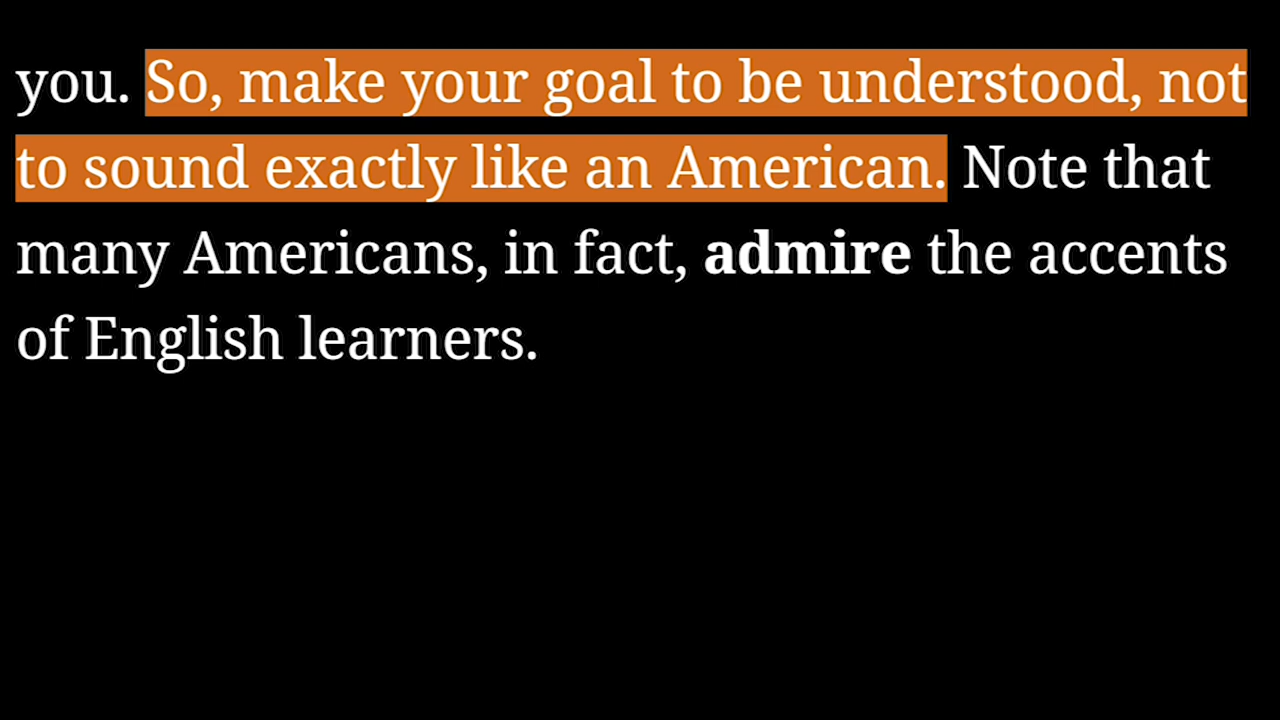 you. So, make your goal to be understood, not
to sound exactly like an American. Note that
many Americans, in fact, admire the accents
of English learners.